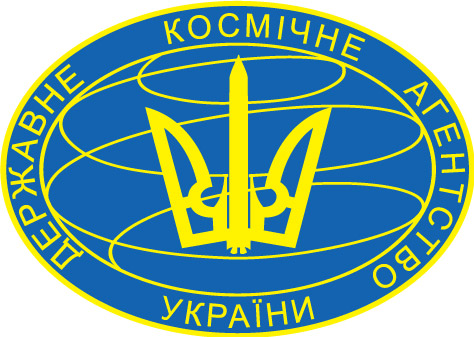 ДЕРЖАВНЕ КОСМІЧНЕ АГЕНТСТВО
УКРАЇНИ